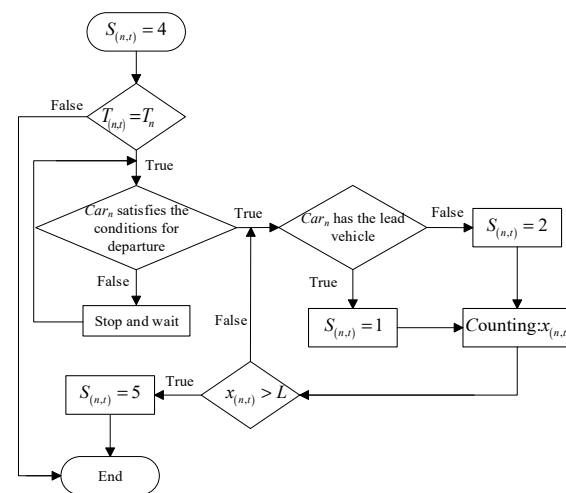 S(n,t) = 4
False
T(n,t) = Tn
True
Carn satisfies the
conditions for
departure
True
Carn has the lead
vehicle
False
S(n,t) = 2
False
True
Stop and wait
False
S(n,t) = 1
Counting:x(n,t
True
S(n,t) = 5
x(n,t) > L
End